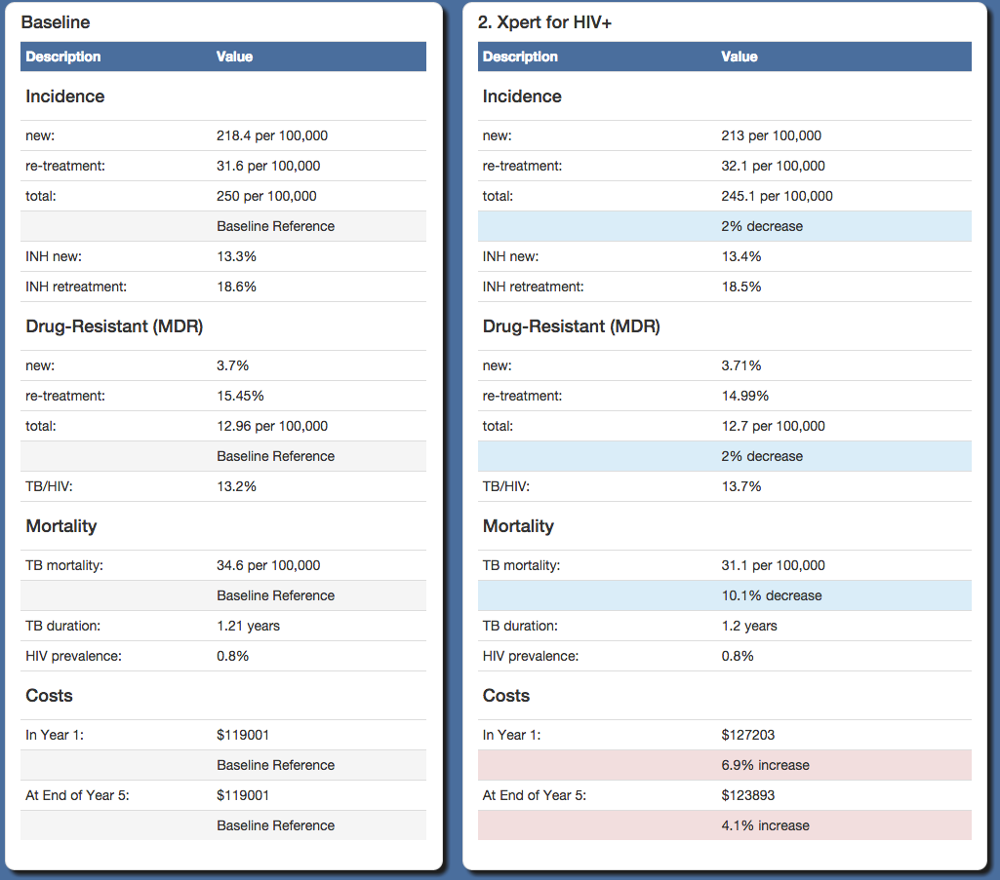 Baseline
Description Value
Incidence
new: 218.4 per 100,000
re-treatment: 31.6 per 100,000
total: 250 per 100,000
Baseline Reference
INH new: 13.3%
INH retreatment: 18.6%
Drug-Resistant (MDR)
new: 3.7%
re-treatment: 15.45%
total: 12.96 per 100,000
Baseline Reference
TB/HIV: 13.2%
Mortality
TB mortality: 34.6 per 100,000
Baseline Reference
TB duration: 1.21 years
HIV prevalence: 0.8%
Costs
In Year 1: $119001
Baseline Reference
At End of Year 5: $119001
Baseline Reference
2. Xpert for HIV+
Description Value
Incidence
new: 213 per 100,000
re-treatment: 32.1 per 100,000
total: 245.1 per 100,000
2% decrease
INH new: 13.4%
INH retreatment: 18.5%
Drug-Resistant (MDR)
new: 3.71%
re-treatment: 14.99%
total: 12.7 per 100,000
2% decrease
TB/HIV: 13.7%
Mortality
TB mortality: 31.1 per 100,000
10.1% decrease
TB duration: 1.2 years
HIV prevalence: 0.8%
Costs
In Year 1: $127203
6.9% increase
At End of Year 5: $123893
4.1% increase